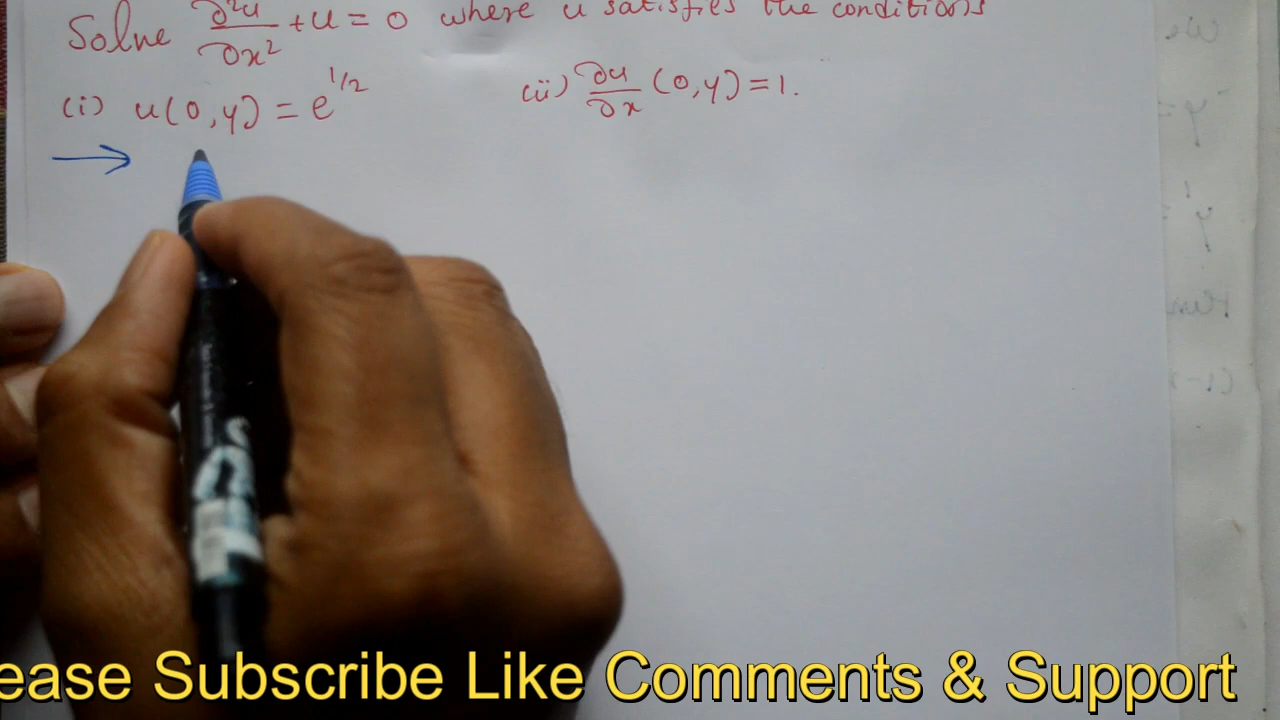 Solve ∂²u/∂x² + u = 0 where u satisfies the conditions
(i) u(0,y) = e^1/2 (ii) ∂u/∂x (0,y) = 1.
ease Subscribe Like Comments & Support